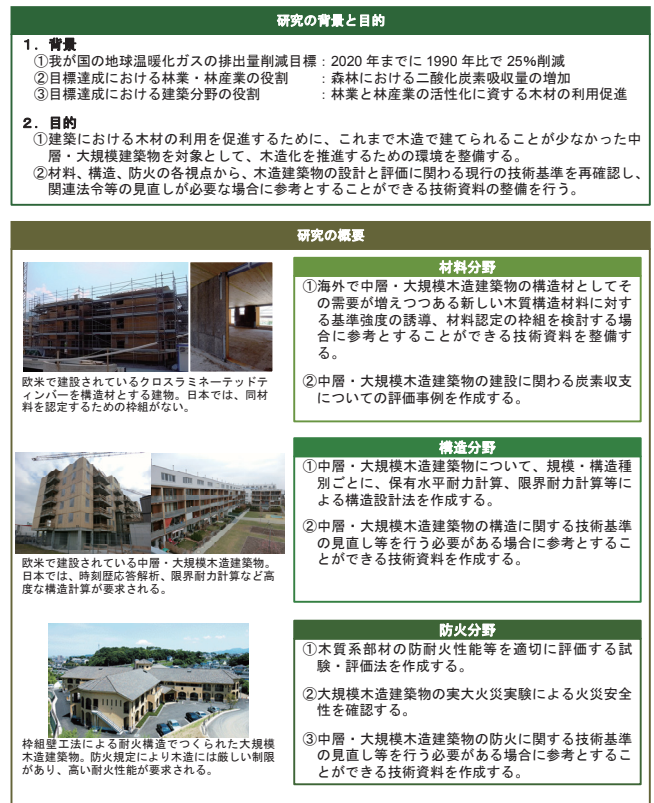 研究の背景と目的
1．背景
①我が国の地球温暖化ガスの排出量削減目標：2020 年までに 1990 年比で 25%削減
②目標達成における林業・林産業の役割　　：森林における二酸化炭素吸収量の増加
③目標達成における建築分野の役割　　　　：林業と林産業の活性化に資する木材の利用促進
2．目的
①建築における木材の利用を促進するために、これまで木造で建てられることが少なかった中
層・大規模建築物を対象として、木造化を推進するための環境を整備する。
②材料、構造、防火の各視点から、木造建築物の設計と評価に関わる現行の技術基準を再確認し、
関連法令等の見直しが必要な場合に参考とすることができる技術資料の整備を行う。
研究の概要
欧米で建設されているクロスラミネーテッドテ
ィンバーを構造材とする建物。日本では、同材
料を認定するための枠組がない。
材料分野
①海外で中層・大規模木造建築物の構造材としてそ
の需要が増えつつある新しい木質構造材料に対す
る基準強度の誘導、材料認定の枠組を検討する場
合に参考とすることができる技術資料を整備す
る。
②中層・大規模木造建築物の建設に関わる炭素収支
についての評価事例を作成する。
欧米で建設されている中層・大規模木造建築物。
日本では、時刻歴応答解析、限界耐力計算など高
度な構造計算が要求される。
構造分野
①中層・大規模木造建築物について、規模・構造種
別ごとに、保有水平耐力計算、限界耐力計算等に
よる構造設計法を作成する。
②中層・大規模木造建築物の構造に関する技術基準
の見直し等を行う必要がある場合に参考とするこ
とができる技術資料を作成する。
枠組壁工法による耐火構造でつくられた大規模
木造建築物。防火規定により木造には厳しい制限
があり、高い耐火性能が要求される。
防火分野
①木質系部材の防耐火性能等を適切に評価する試
験・評価法を作成する。
②大規模木造建築物の実大火災実験による火災安全
性を確認する。
③中層・大規模木造建築物の防火に関する技術基準
の見直し等を行う必要がある場合に参考とするこ
とができる技術資料を作成する。